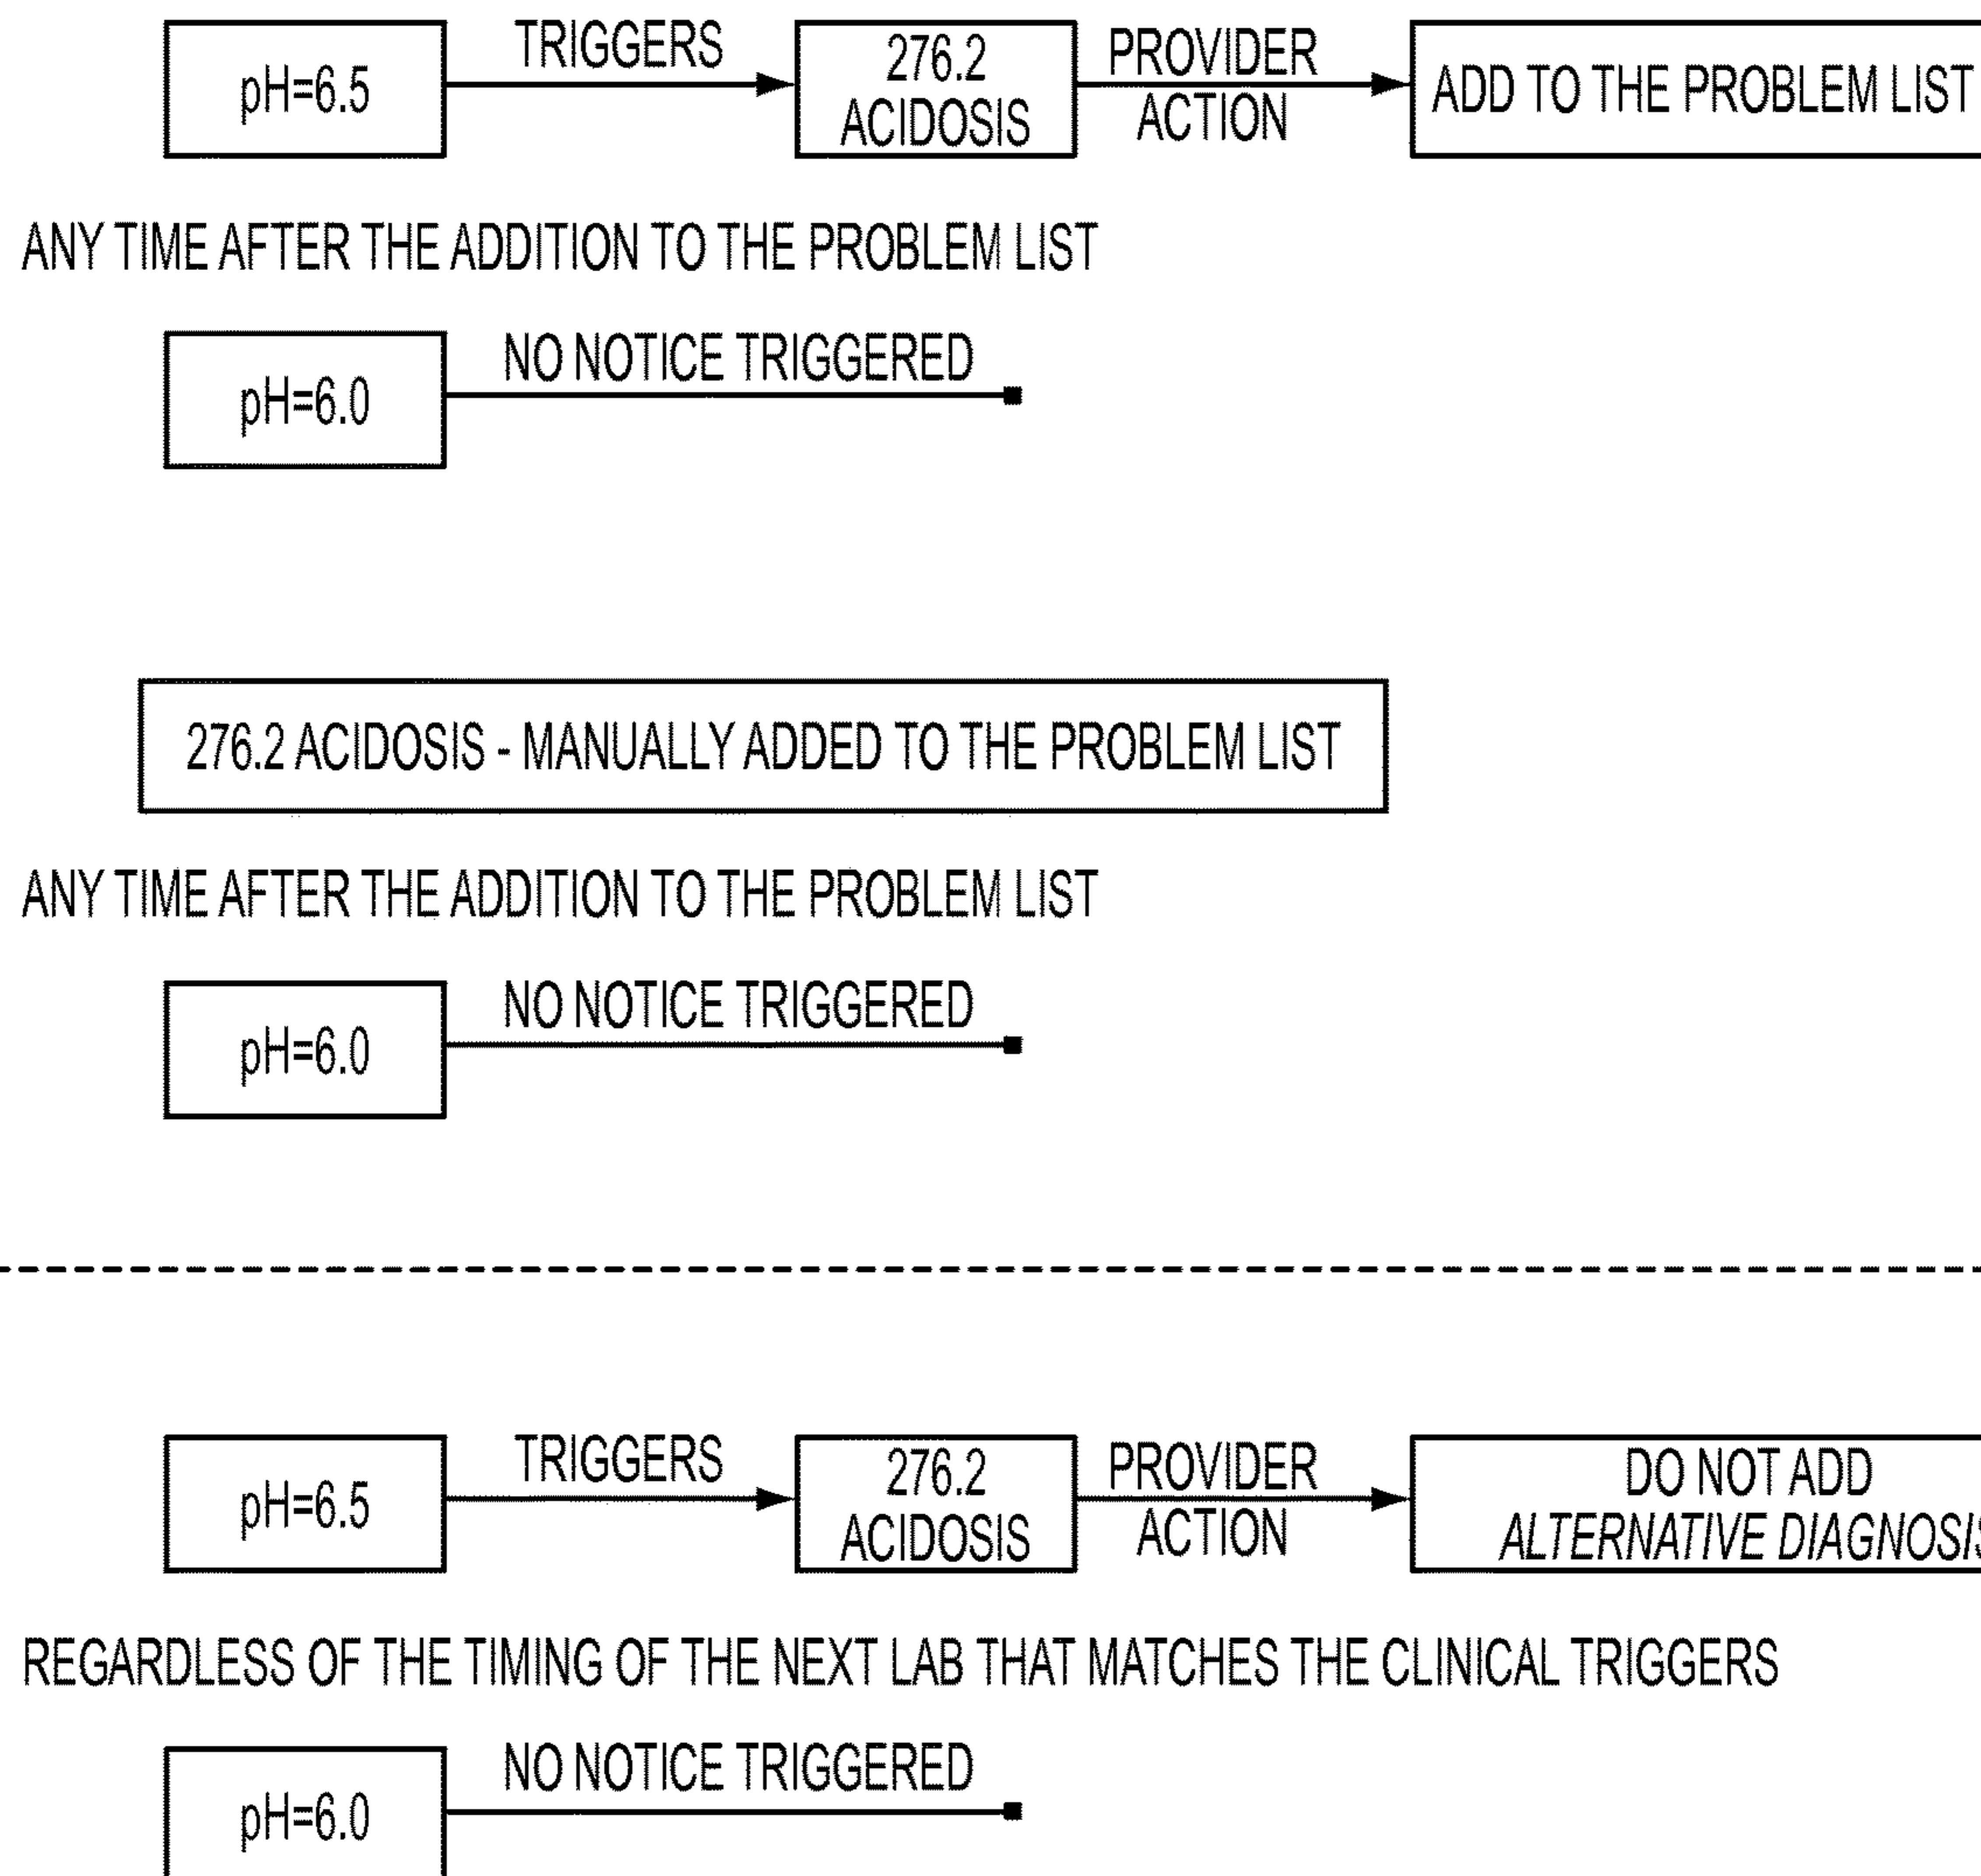 pH=6.5
TRIGGERS
276.2
ACIDOSIS
PROVIDER
ACTION
ADD TO THE PROBLEM LIST
ANY TIME AFTER THE ADDITION TO THE PROBLEM LIST
pH=6.0
NO NOTICE TRIGGERED
276.2 ACIDOSIS - MANUALLY ADDED TO THE PROBLEM LIST
ANY TIME AFTER THE ADDITION TO THE PROBLEM LIST
pH=6.0
NO NOTICE TRIGGERED
pH=6.5
TRIGGERS
276.2
ACIDOSIS
PROVIDER
ACTION
DO NOT ADD
ALTERNATIVE DIAGNOSIS
REGARDLESS OF THE TIMING OF THE NEXT LAB THAT MATCHES THE CLINICAL TRIGGERS
pH=6.0
NO NOTICE TRIGGERED